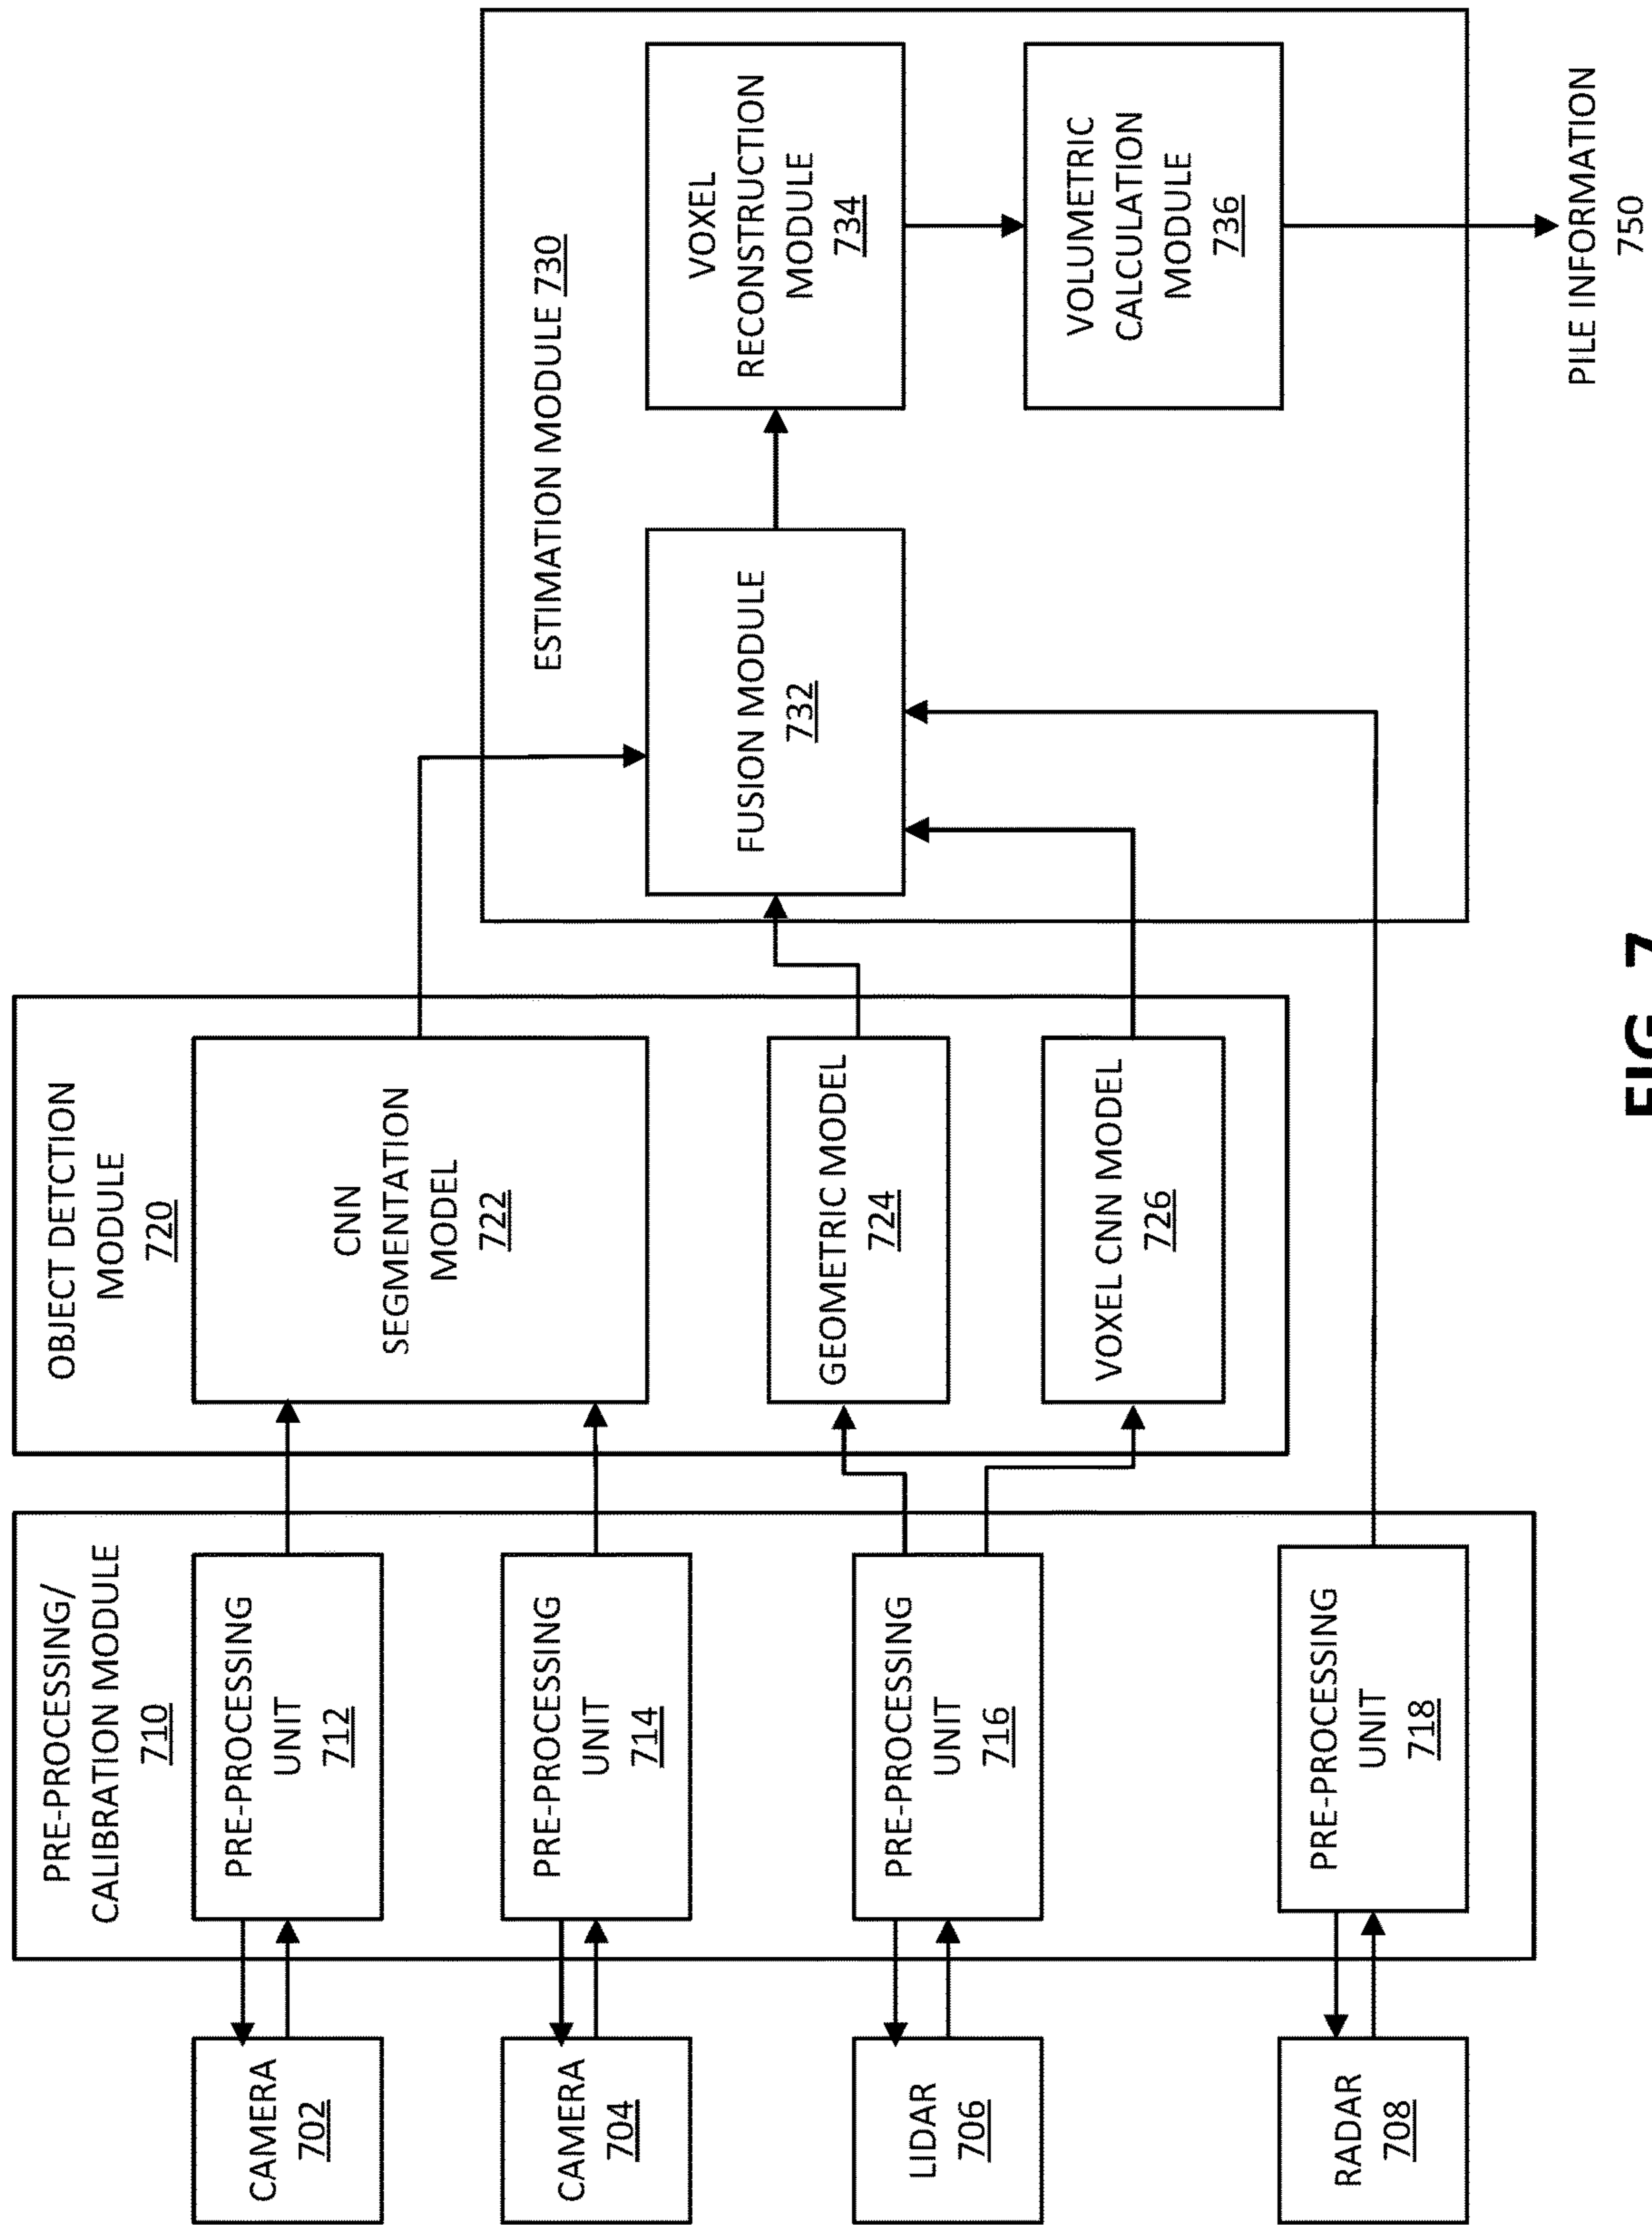 CAMERA
702
CAMERA
704
LIDAR
706
RADAR
708
PRE-PROCESSING/
CALIBRATION MODULE
710
PRE-PROCESSING
UNIT
712
PRE-PROCESSING
UNIT
714
PRE-PROCESSING
UNIT
716
PRE-PROCESSING
UNIT
718
OBJECT DETCTION
MODULE
720
CNN
SEGMENTATION
MODEL
722
GEOMETRIC MODEL
724
VOXEL CNN MODEL
726
ESTIMATION MODULE 730
FUSION MODULE
732
VOXEL
RECONSTRUCTION
MODULE
734
VOLUMETRIC
CALCULATION
MODULE
736
PILE INFORMATION
750
FIG. 7